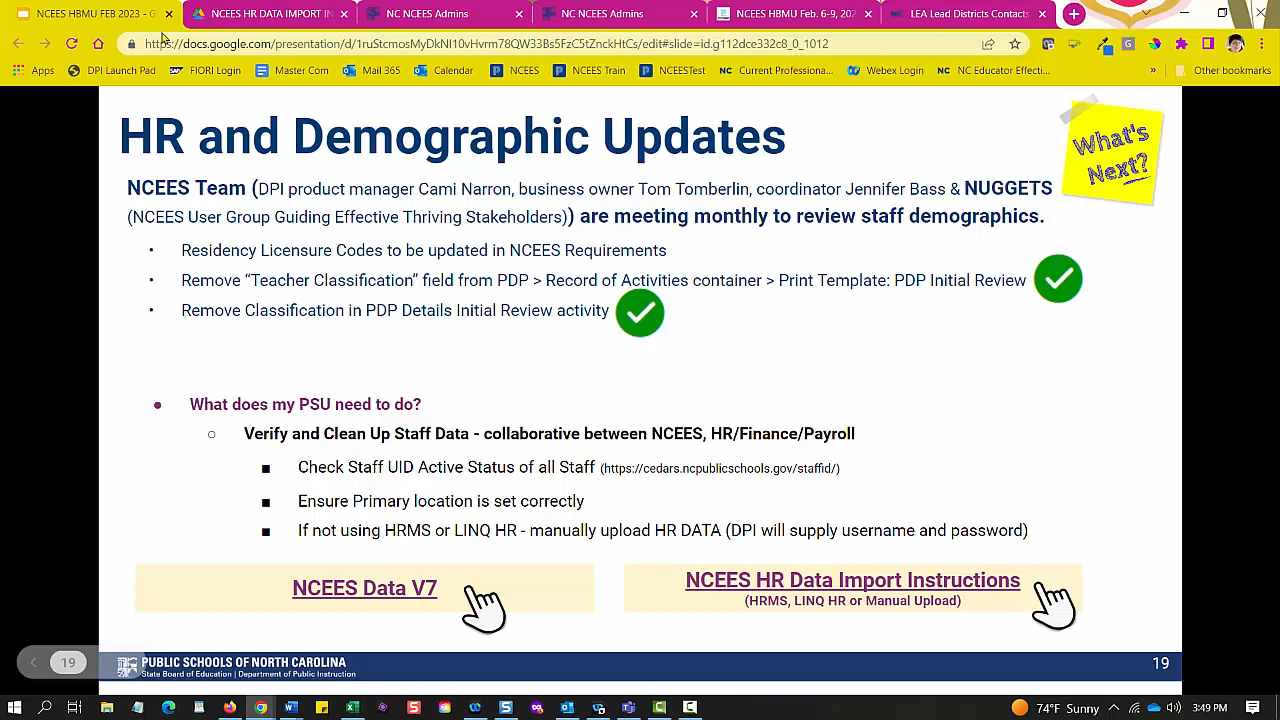 NCEES HBMU FEB 2023 - G
NCEES HR DATA IMPORT IN
NC NCEES Admins
NC NCEES Admins
NCEES HBMU Feb. 6-9, 202
LEA Lead Districts Contacts
https://docs.google.com/presentation/d/1ruStcmosMyDkNi10vHvrm78QW3Bs5FzC5tZnckHtCs/edit#slide=id.g112dce332c8_0_1012
Apps
DPI Launch Pad
FIORI Login
Master Com
Mail 365
Calendar
NCEES
NCEES Train
NCEESTest
NC Current Professiona...
Webex Login
NC NC Educator Effecti...
»
Other bookmarks
HR and Demographic Updates
What's
Next?
NCEES Team (DPI product manager Cami Narron, business owner Tom Tomberlin, coordinator Jennifer Bass & NUGGETS
(NCEES User Group Guiding Effective Thriving Stakeholders)) are meeting monthly to review staff demographics.
• Residency Licensure Codes to be updated in NCEES Requirements
• Remove “Teacher Classification” field from PDP > Record of Activities container > Print Template: PDP Initial Review
• Remove Classification in PDP Details Initial Review activity
● What does my PSU need to do?
○ Verify and Clean Up Staff Data - collaborative between NCEES, HR/Finance/Payroll
■ Check Staff UID Active Status of all Staff (https://cedars.ncpublicschools.gov/staffid/)
■ Ensure Primary location is set correctly
■ If not using HRMS or LINQ HR - manually upload HR DATA (DPI will supply username and password)
NCEES Data V7
NCEES HR Data Import Instructions
(HRMS, LINQ HR or Manual Upload)
19
PUBLIC SCHOOLS OF NORTH CAROLINA
State Board of Education | Department of Public Instruction
19
74°F Sunny
3:49 PM